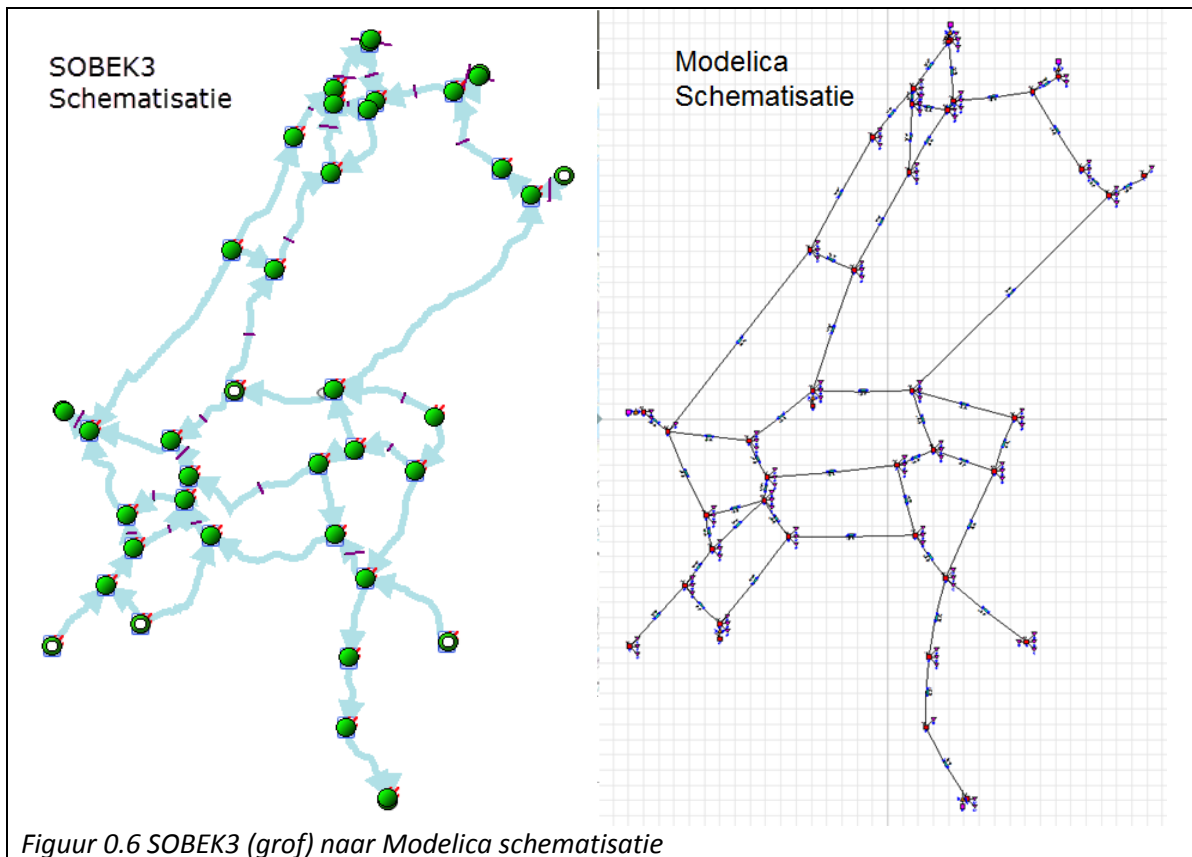 SOBEK3
Schematisatie
Modelica
Schematisatie
Figuur 0.6 SOBEK3 (grof) naar Modelica schematisatie